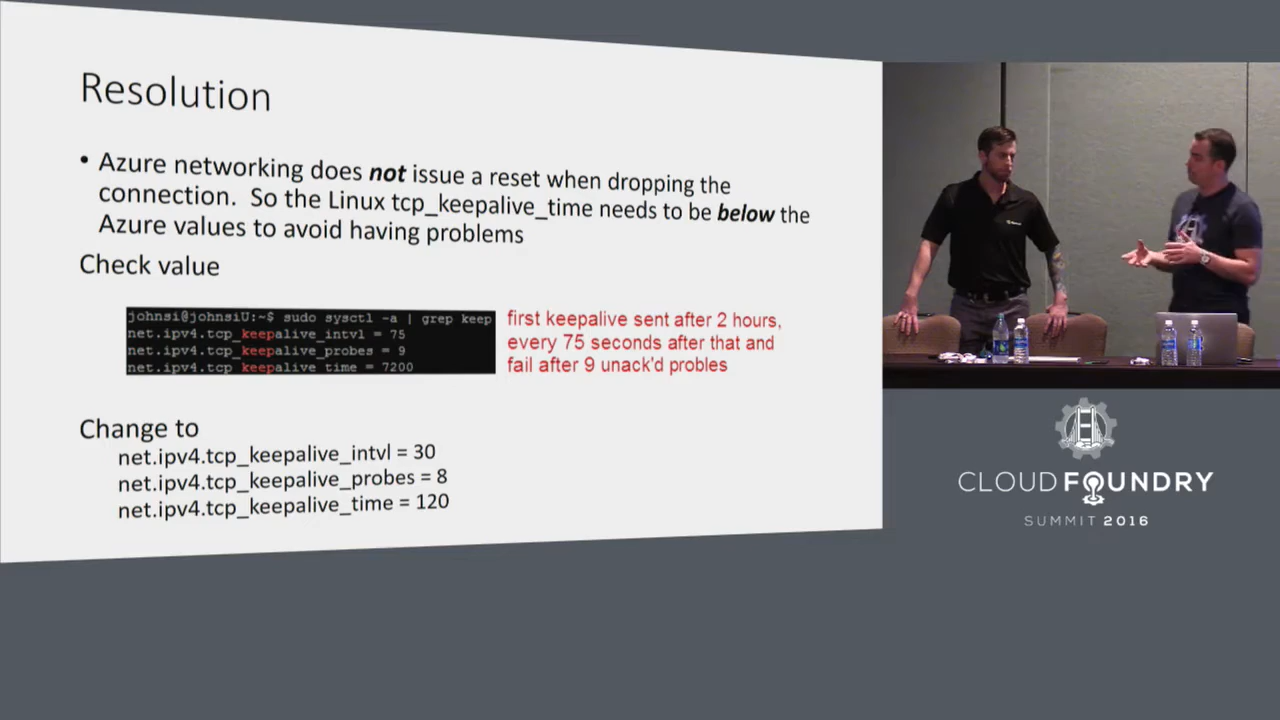 Resolution
• Azure networking does not issue a reset when dropping the
connection. So the Linux tcp_keepalive_time needs to be below the
Azure values to avoid having problems
Check value
johnsi@johnsiU:~$ sudo sysctl -a | grep keep
net.ipv4.tcp_keepalive_intvl = 75
net.ipv4.tcp_keepalive_probes = 9
net.ipv4.tcp_keepalive_time = 7200
first keepalive sent after 2 hours,
every 75 seconds after that and
fail after 9 unack'd probles
Change to
net.ipv4.tcp_keepalive_intvl = 30
net.ipv4.tcp_keepalive_probes = 8
net.ipv4.tcp_keepalive_time = 120
CLOUD FOUNDRY
SUMMIT 2016